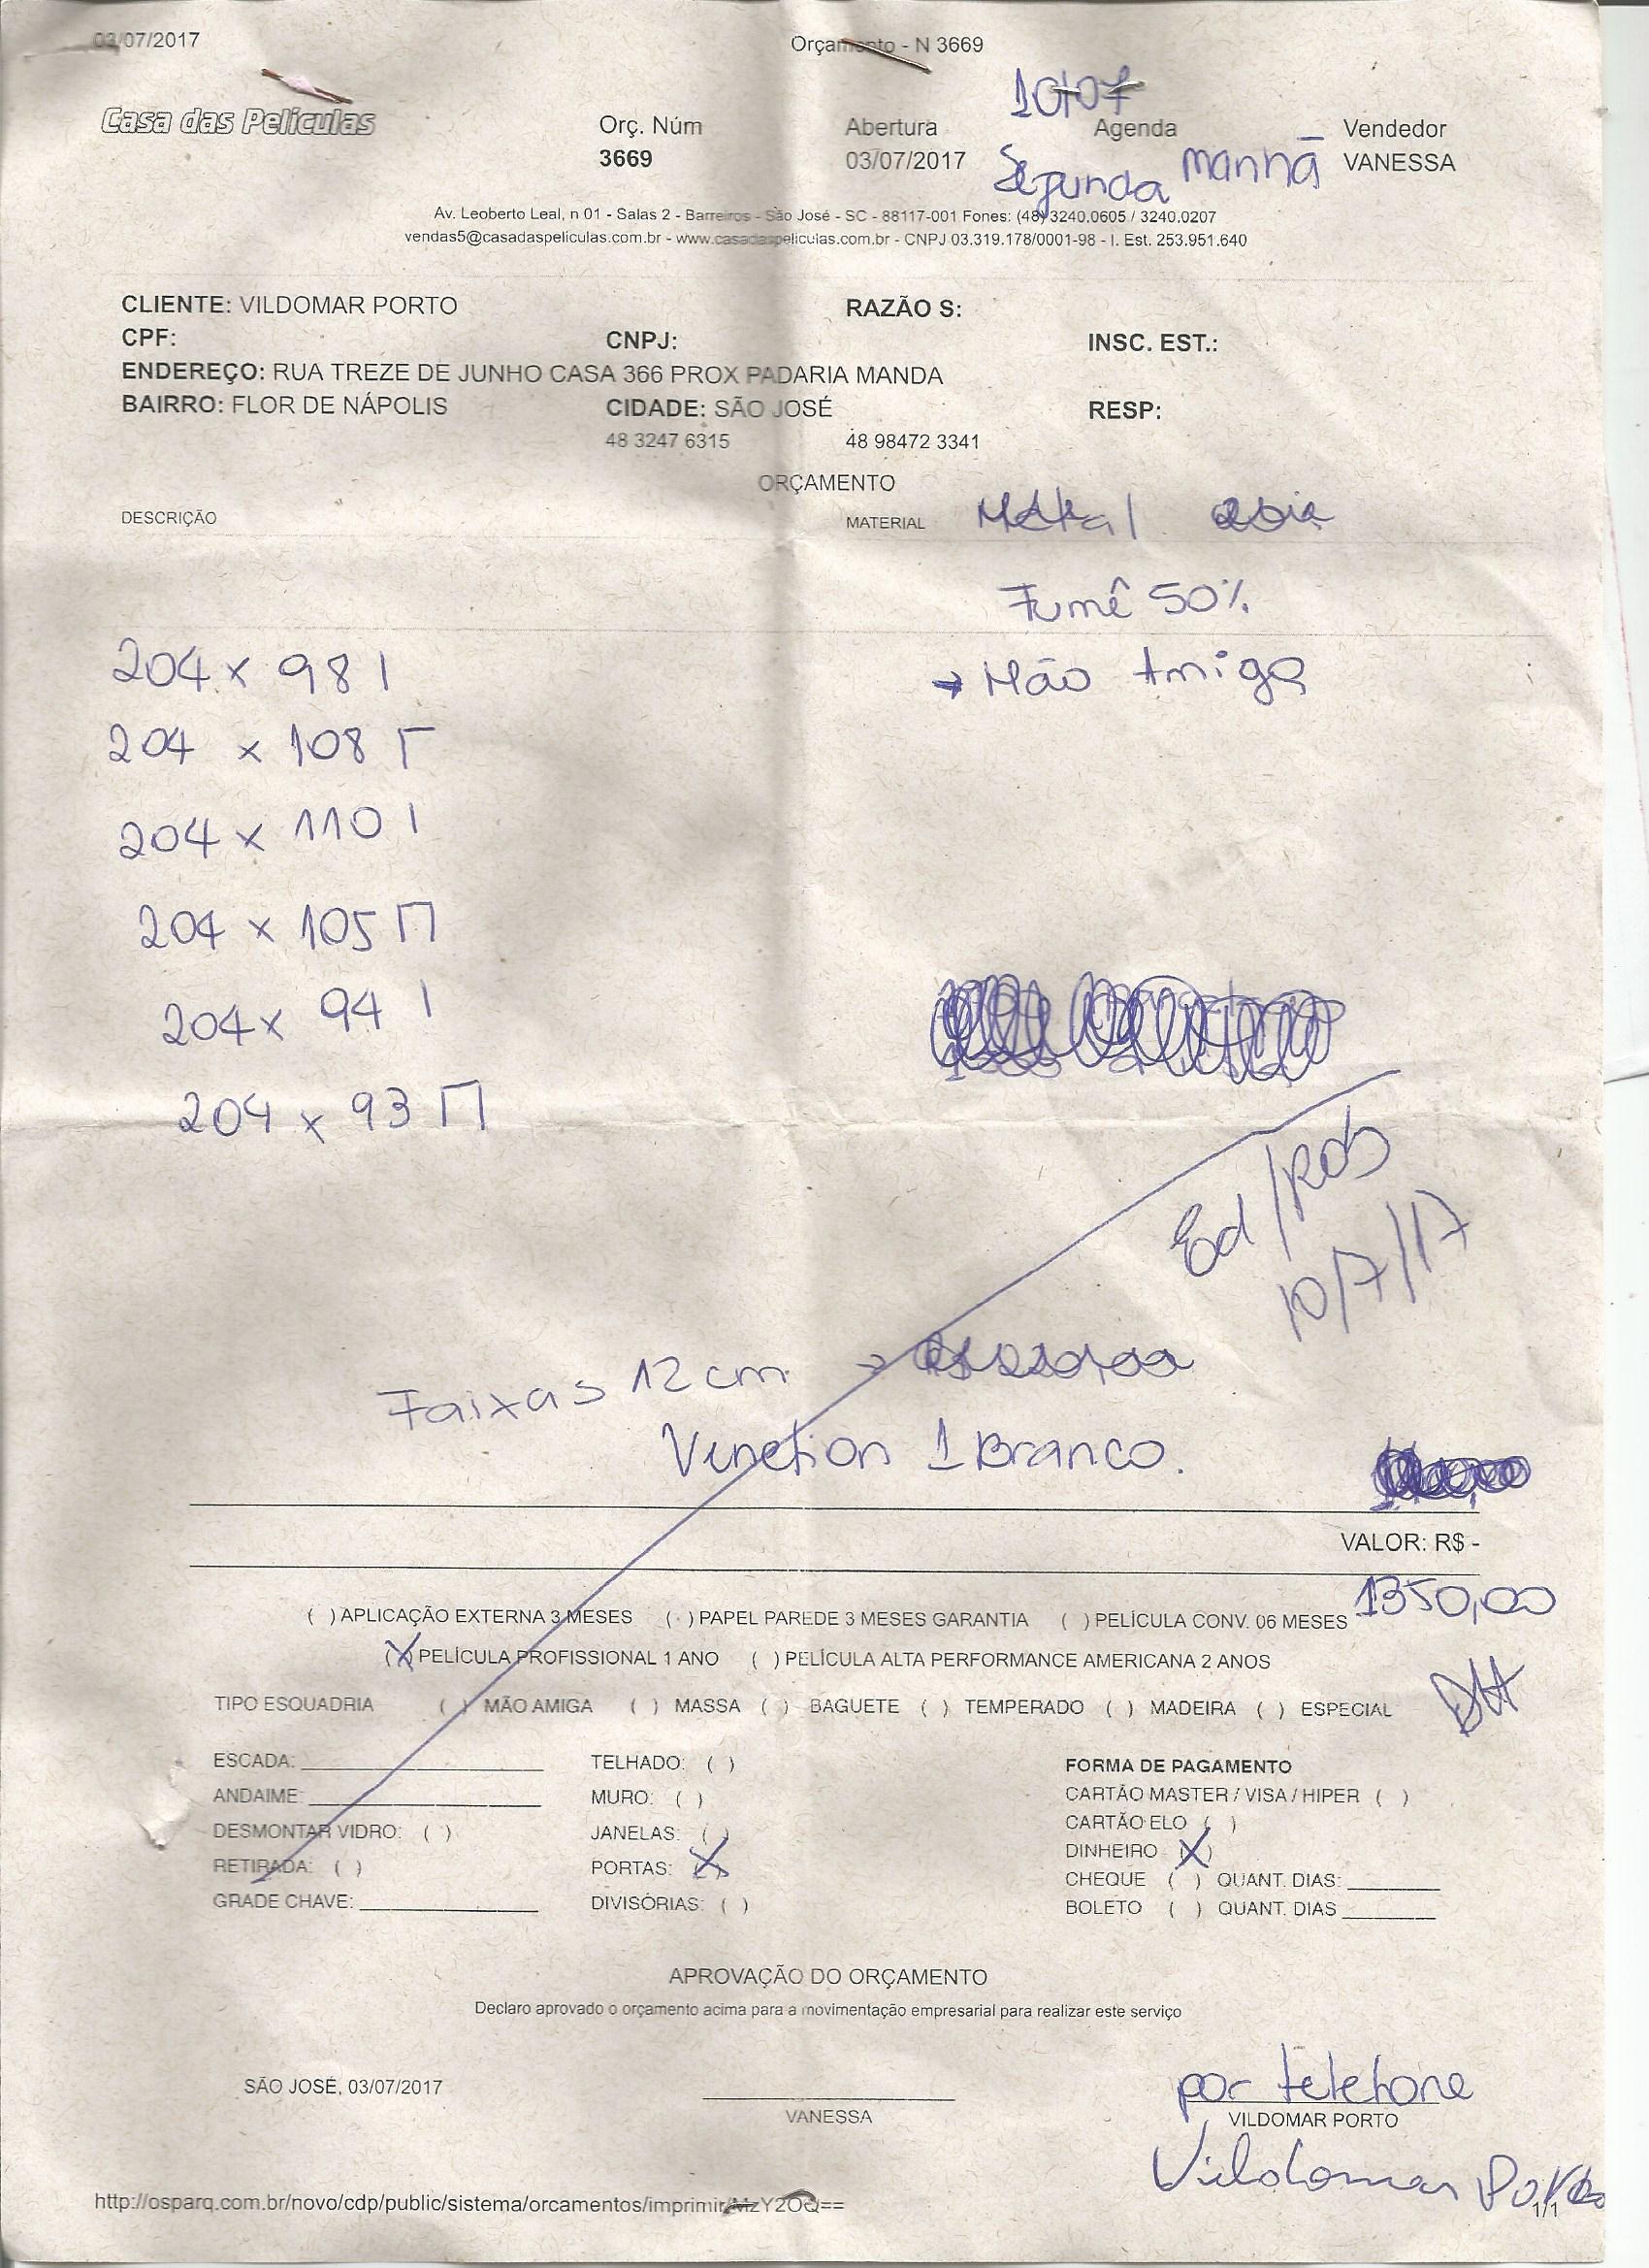 03/07/2017 Orçamento - N 3669
10/07
Casa das Películas Orç. Núm Abertura Agenda Vendedor
3669 03/07/2017 Segunda Manhã VANESSA
Av. Leoberto Leal, n 01 - Salas 2 - Barreiros - São José - SC - 88117-001 Fones: (48) 3240.0605 / 3240.0207
vendas5@casadaspeliculas.com.br - www.casadaspeliculas.com.br - CNPJ 03.319.178/0001-98 - I. Est. 253.951.640
CLIENTE: VILDOMAR PORTO RAZÃO S:
CPF: CNPJ: INSC. EST.:
ENDEREÇO: RUA TREZE DE JUNHO CASA 366 PROX PADARIA MANDA
BAIRRO: FLOR DE NÁPOLIS CIDADE: SÃO JOSÉ RESP:
48 3247 6315 48 98472 3341
ORÇAMENTO
DESCRIÇÃO MATERIAL
Fumê 50%
204 x 98 | → Mão Amiga
204 x 108 Γ
204 x 110 |
204 x 105 Π
204 x 94 |
204 x 93 Π
Ed/Rob
10/7/17
Faixas 12 cm →
Venetion 1 Branco.
VALOR: R$ -
1350,00
( ) APLICAÇÃO EXTERNA 3 MESES ( ) PAPEL PAREDE 3 MESES GARANTIA ( ) PELÍCULA CONV. 06 MESES
(X) PELÍCULA PROFISSIONAL 1 ANO ( ) PELÍCULA ALTA PERFORMANCE AMERICANA 2 ANOS
TIPO ESQUADRIA ( ) MÃO AMIGA ( ) MASSA ( ) BAGUETE ( ) TEMPERADO ( ) MADEIRA ( ) ESPECIAL
ESCADA: TELHADO: ( ) FORMA DE PAGAMENTO
ANDAIME: MURO: ( ) CARTÃO MASTER / VISA / HIPER ( )
DESMONTAR VIDRO: ( ) JANELAS: ( ) CARTÃO ELO ( )
RETIRADA: ( ) PORTAS: (X) DINHEIRO (X)
CHEQUE ( ) QUANT. DIAS:
GRADE CHAVE: DIVISÓRIAS: ( ) BOLETO ( ) QUANT. DIAS
APROVAÇÃO DO ORÇAMENTO
Declaro aprovado o orçamento acima para a movimentação empresarial para realizar este serviço
SÃO JOSÉ, 03/07/2017 por telefone
VANESSA VILDOMAR PORTO
Vildomar Porto
http://osparq.com.br/novo/cdp/public/sistema/orcamentos/imprimir/MzY2OQ== 1/1